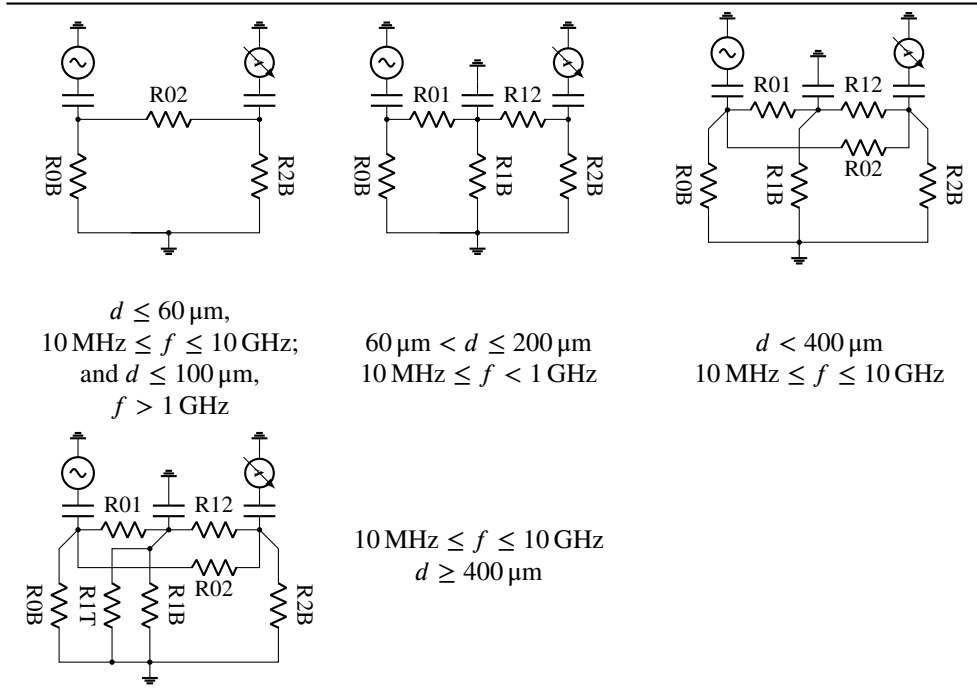 R02
R0B
R2B
R01
R12
R0B
R1B
R2B
R01
R12
R02
R0B
R1B
R2B
d ≤ 60 μm,
10 MHz ≤ f ≤ 10 GHz;
and d ≤ 100 μm,
f > 1 GHz
60 μm < d ≤ 200 μm
10 MHz ≤ f < 1 GHz
d < 400 μm
10 MHz ≤ f ≤ 10 GHz
R01
R12
R02
R0B
R1T
R1B
R2B
10 MHz ≤ f ≤ 10 GHz
d ≥ 400 μm